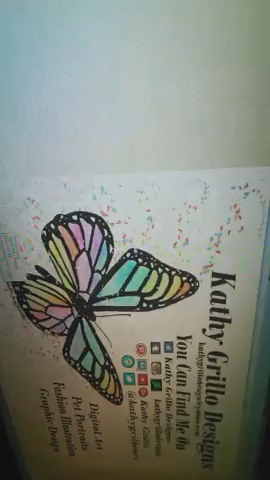 Kathy Grillo Designs
You Can Find Me On
Kathy Grillo Designs
Kathy Grillo
Digital Art
Pet Portraits
Fashion Illustration
Graphic Design